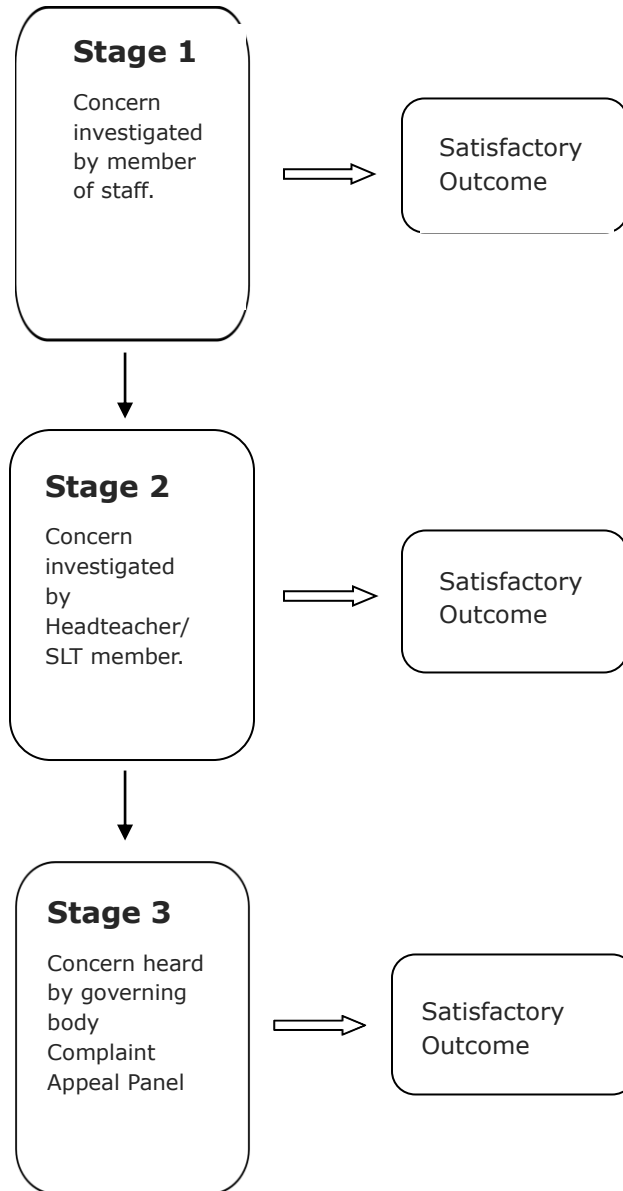 Stage 1
Concern
investigated
by member
of staff.
Satisfactory
Outcome
Stage 2
Concern
investigated
by
Headteacher/
SLT member.
Satisfactory
Outcome
Stage 3
Concern heard
by governing
body
Complaint
Appeal Panel
Satisfactory
Outcome